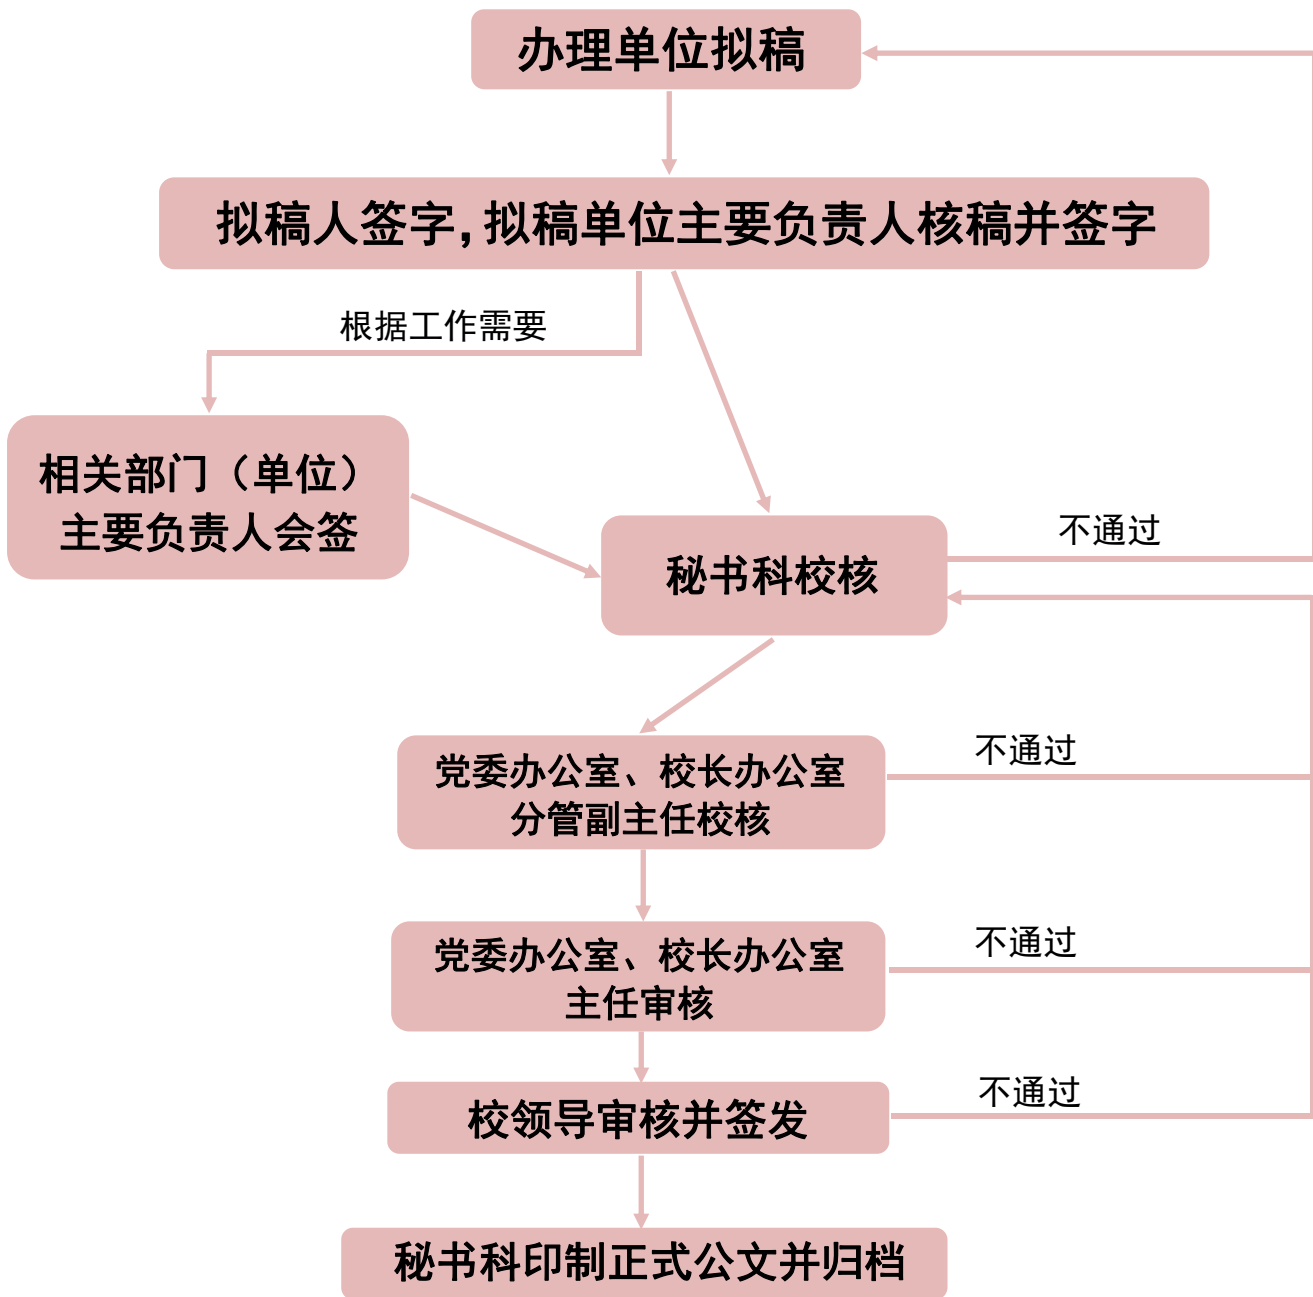 办理单位拟稿
拟稿人签字，拟稿单位主要负责人核稿并签字
根据工作需要
相关部门（单位）
主要负责人会签
秘书科校核
不通过
党委办公室、校长办公室
分管副主任校核
不通过
党委办公室、校长办公室
主任审核
不通过
校领导审核并签发
不通过
秘书科印制正式公文并归档